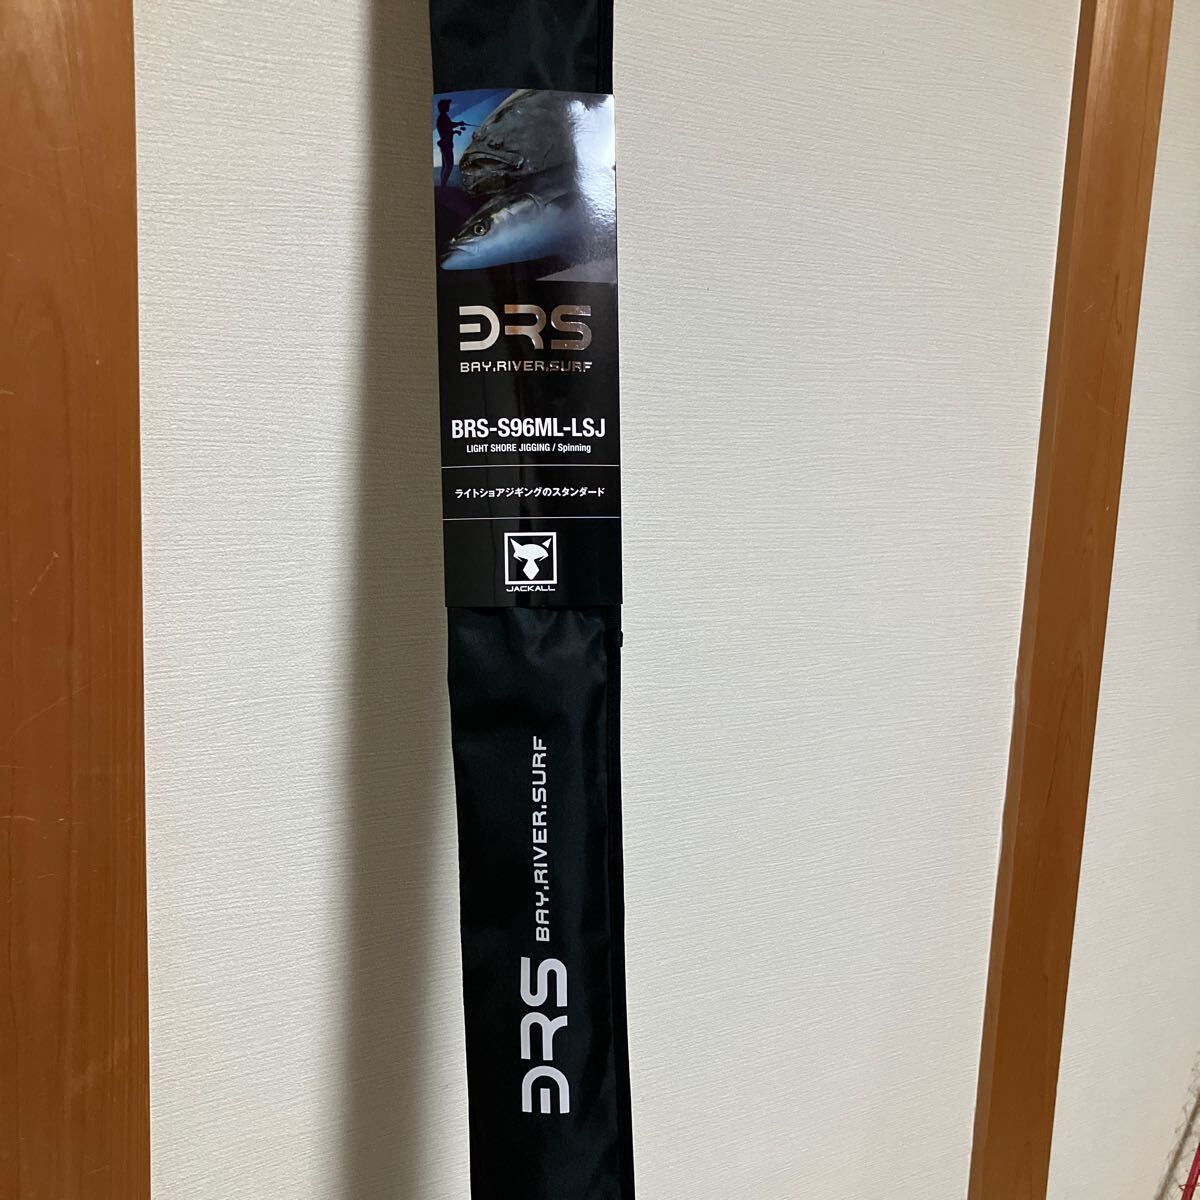 BRS
BAY,RIVER,SURF
BRS-S96ML-LSJ
LIGHT SHORE JIGGING / Spinning
ライトショアジギングのスタンダード
JACKALL
BRS BAY,RIVER,SURF